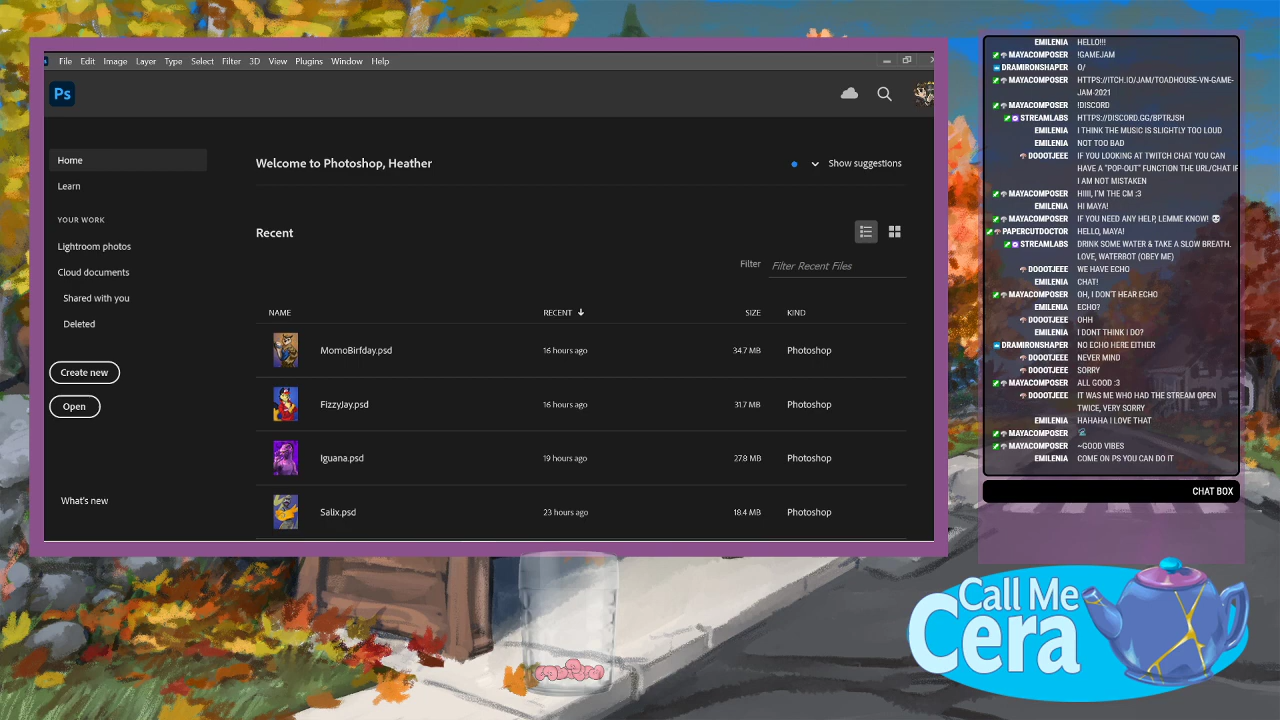 File Edit Image Layer Type Select Filter 3D View Plugins Window Help
Ps
Home
Learn
YOUR WORK
Lightroom photos
Cloud documents
Shared with you
Deleted
Create new
Open
What's new
Welcome to Photoshop, Heather
Show suggestions
Recent
Filter Filter Recent Files
NAME RECENT SIZE KIND
MomoBirfday.psd 16 hours ago 34.7 MB Photoshop
FizzyJay.psd 16 hours ago 31.7 MB Photoshop
Iguana.psd 19 hours ago 27.8 MB Photoshop
Salix.psd 23 hours ago 18.4 MB Photoshop
EMILENIA HELLO!!!
MAYACOMPOSER !GAMEJAM
DRAMIRONSHAPER O/
MAYACOMPOSER HTTPS://ITCH.IO/JAM/TOADHOUSE-VN-GAME-
JAM-2021
MAYACOMPOSER !DISCORD
STREAMLABS HTTPS://DISCORD.GG/BPTRJSH
EMILENIA I THINK THE MUSIC IS SLIGHTLY TOO LOUD
EMILENIA NOT TOO BAD
DOOOTJEEE IF YOU LOOKING AT TWITCH CHAT YOU CAN
HAVE A "POP-OUT" FUNCTION THE URL/CHAT IF
I AM NOT MISTAKEN
MAYACOMPOSER HIIII, I'M THE CM :3
EMILENIA HI MAYA!
MAYACOMPOSER IF YOU NEED ANY HELP, LEMME KNOW!
PAPERCUTDOCTOR HELLO, MAYA!
STREAMLABS DRINK SOME WATER & TAKE A SLOW BREATH.
LOVE, WATERBOT (OBEY ME)
DOOOTJEEE WE HAVE ECHO
EMILENIA CHAT!
MAYACOMPOSER OH, I DON'T HEAR ECHO
EMILENIA ECHO?
DOOOTJEEE OHH
EMILENIA I DONT THINK I DO?
DRAMIRONSHAPER NO ECHO HERE EITHER
DOOOTJEEE NEVER MIND
DOOOTJEEE SORRY
MAYACOMPOSER ALL GOOD :3
DOOOTJEEE IT WAS ME WHO HAD THE STREAM OPEN
TWICE, VERY SORRY
EMILENIA HAHAHA I LOVE THAT
MAYACOMPOSER
MAYACOMPOSER ~GOOD VIBES
EMILENIA COME ON PS YOU CAN DO IT
CHAT BOX
Call Me
Cera